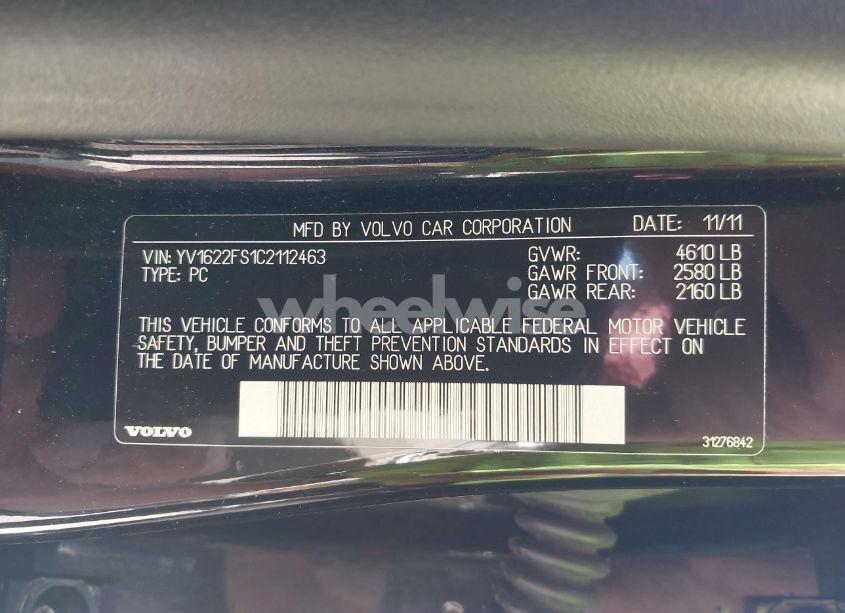 MFD BY VOLVO CAR CORPORATION DATE: 11/11
VIN: YV1622FS1C2112463 GVWR: 4610 LB
TYPE: PC GAWR FRONT: 2580 LB
GAWR REAR: 2160 LB
wheelwise
THIS VEHICLE CONFORMS TO ALL APPLICABLE FEDERAL MOTOR VEHICLE
SAFETY, BUMPER AND THEFT PREVENTION STANDARDS IN EFFECT ON
THE DATE OF MANUFACTURE SHOWN ABOVE.
VOLVO 31276842